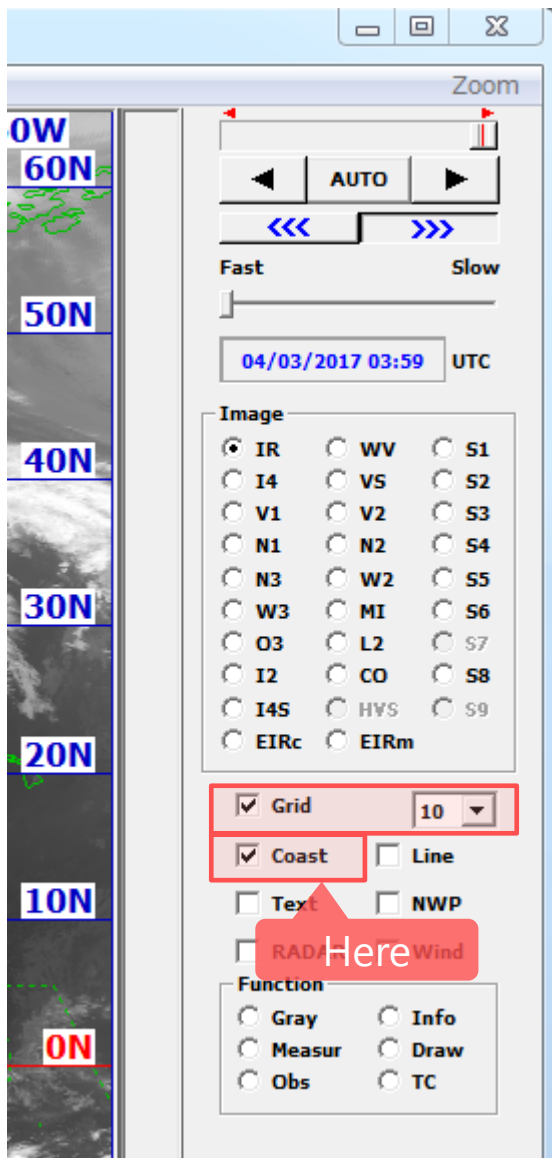 Zoom
0W
60N
50N
40N
30N
20N
10N
0N
AUTO
<<< >>>
Fast Slow
04/03/2017 03:59 UTC
Image
IR WV S1
I4 VS S2
V1 V2 S3
N1 N2 S4
N3 W2 S5
W3 MI S6
O3 L2 S7
I2 CO S8
I4S HVS S9
EIRc EIRm
Grid 10
Coast Line
Text NWP
RADAR Wind
Here
Function
Gray Info
Measur Draw
Obs TC